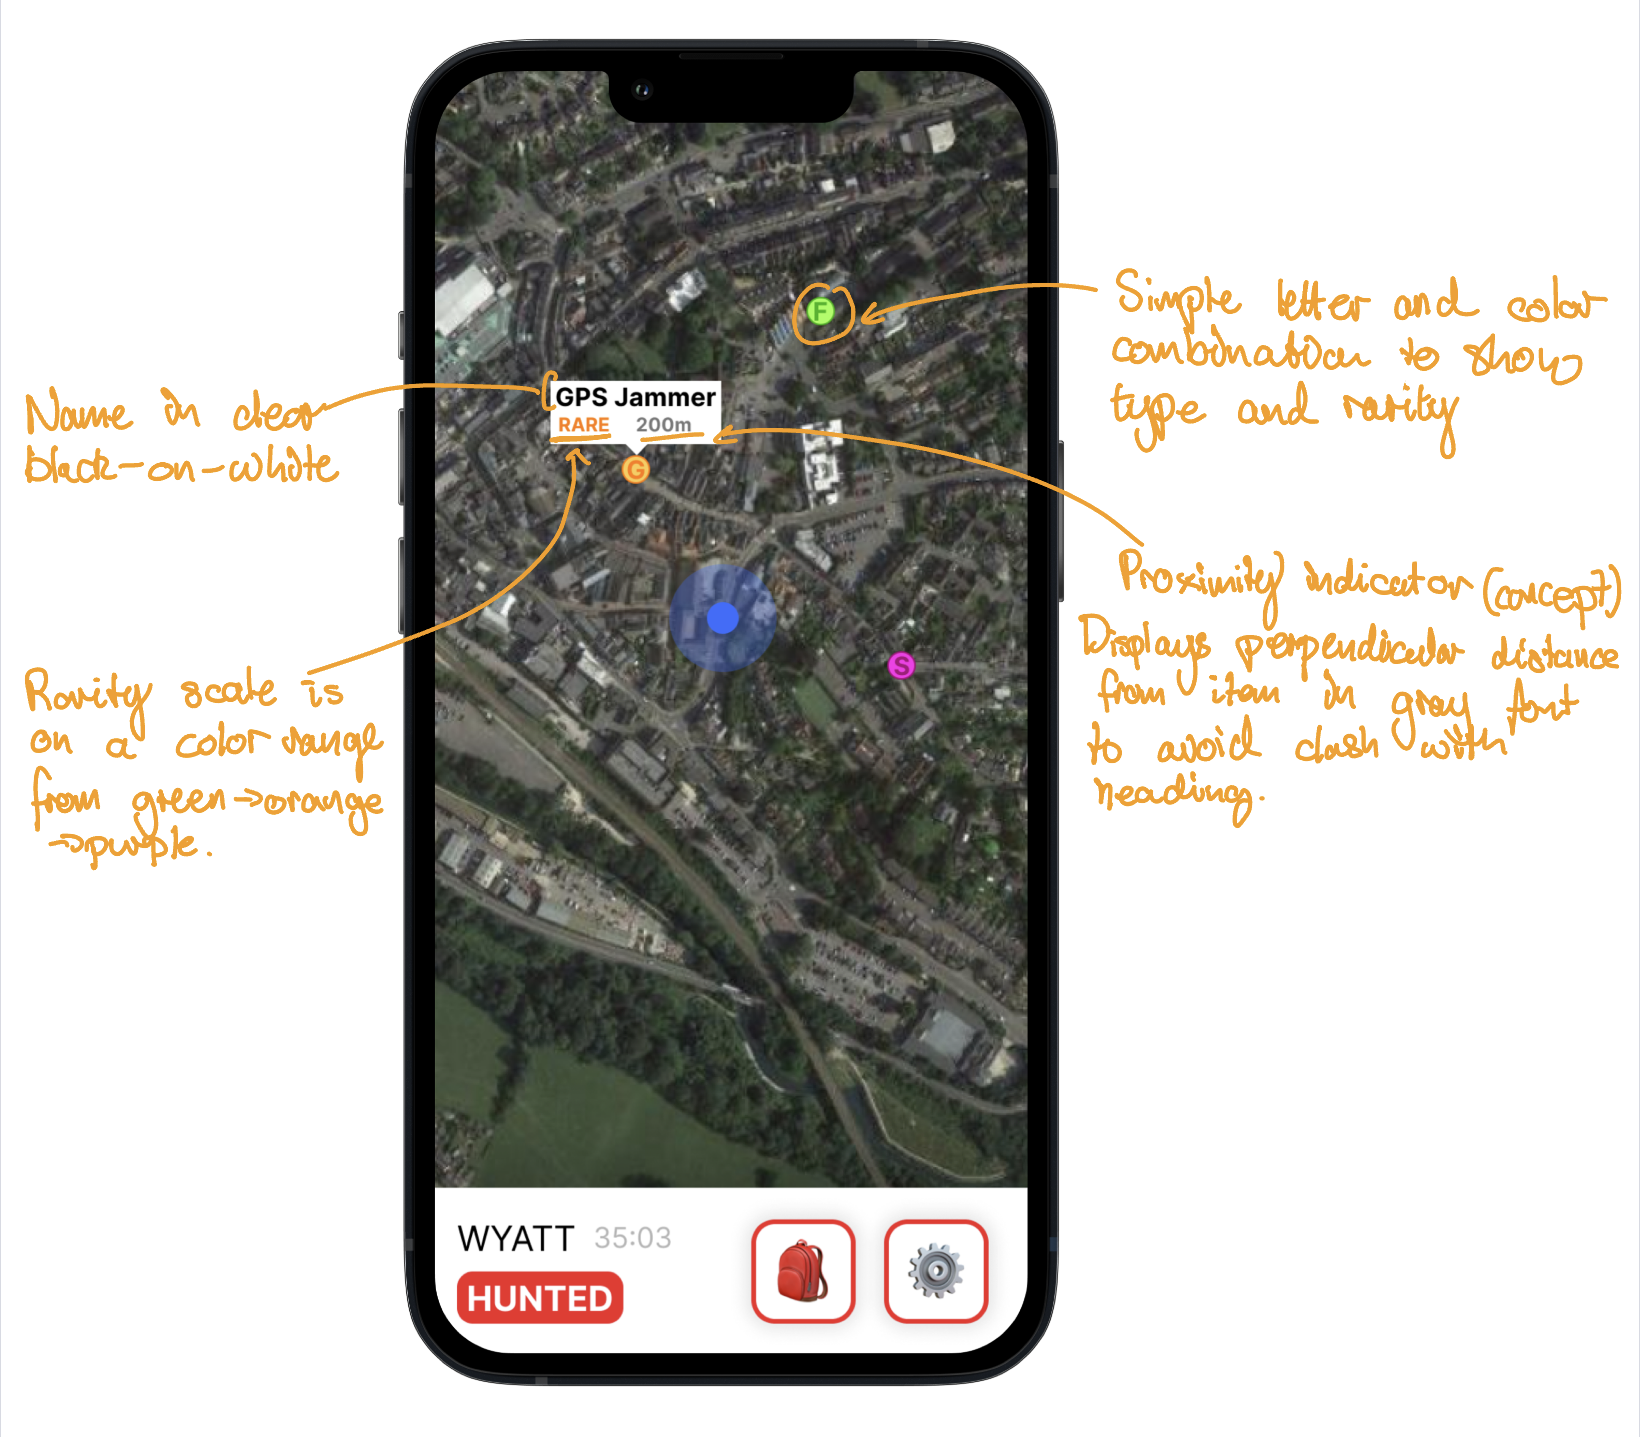 Name in clear
black-on-white
Rarity scale is
on a color range
from green→orange
→purple.
F
GPS Jammer
RARE 200m
G
S
WYATT 35:03
HUNTED
Simple letter and color
combination to show
type and rarity
Proximity indicator (concept)
Displays perpendicular distance
from item in gray font
to avoid clash with
heading.